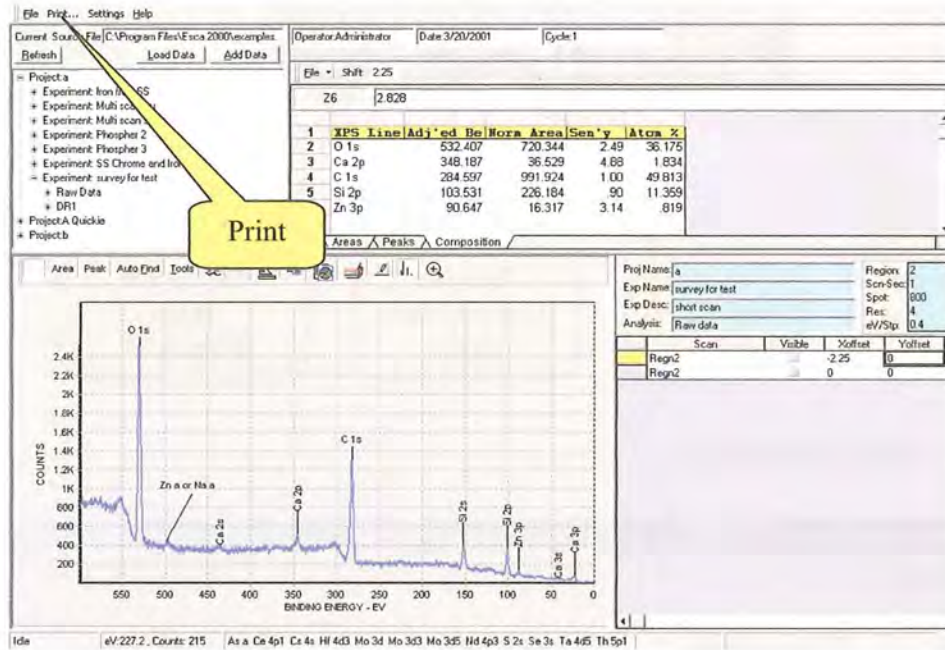 File Print... Settings Help
Current Source File C:\Program Files\Esca 2000\examples
Refresh Load Data Add Data
Operator:Administrator Date:3/20/2001 Cycle:1
File Shift 2.25
26 2.828
Project:a
Experiment: Iron
Experiment: Multi
Experiment: Multi scan
Experiment: Phospher 2
Experiment: Phospher 3
Experiment: SS Chrome and Iron
Experiment: survey for test
Raw Data
DR1
Project:A Quickie
Project:b
1 XPS Line Adj'ed Be Norm Area Sen'y Atom %
2 O 1s 532.407 720.344 2.49 36.175
3 Ca 2p 348.187 36.529 4.88 1.834
4 C 1s 284.597 991.924 1.00 49.813
5 Si 2p 103.531 226.184 .90 11.359
Zn 3p 90.647 16.317 3.14 .819
Print
Areas Peaks Composition
Area Peak Auto Find Tools
Proj Name: a Region: 2
Exp Name: survey for test Scn-Sec: 1
Exp Desc: short scan Spot: 800
Res: 4
Analysis: Raw data eV/Stp: 0.4
Scan Visible Xoffset Yoffset
Regn2 -2.25 0
Regn2 0 0
COUNTS
2.4K
2.2K
2K
1.8K
1.6K
1.4K
1.2K
1K
800
600
400
200
O 1s
Zn a or Na a
Ca 2s
Ca 2p
C 1s
Si 2s
Si 2p
Zn 3p
Ca 3s
Ca 3p
550 500 450 400 350 300 250 200 150 100 50 0
BINDING ENERGY - EV
Idle eV:227.2 , Counts: 215 As a Ce 4p1 Cs 4s Hf 4d3 Mo 3d Mo 3d3 Mo 3d5 Nd 4p3 S 2s Se 3s Ta 4d5 Th 5p1